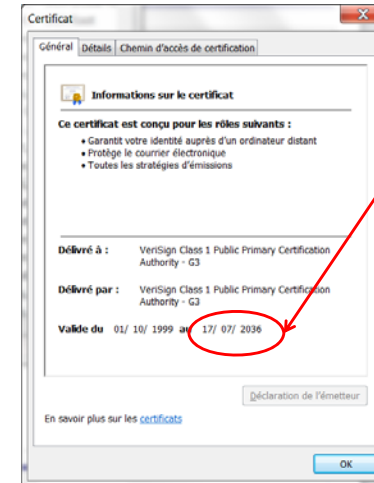 Certificat
Général Détails Chemin d'accès de certification
Informations sur le certificat
Ce certificat est conçu pour les rôles suivants :
• Garantit votre identité auprès d'un ordinateur distant
• Protège le courrier électronique
• Toutes les stratégies d'émissions
Délivré à : VeriSign Class 1 Public Primary Certification
Authority - G3
Délivré par : VeriSign Class 1 Public Primary Certification
Authority - G3
Valide du 01/ 10/ 1999 au 17/ 07/ 2036
Déclaration de l'émetteur
En savoir plus sur les certificats
OK